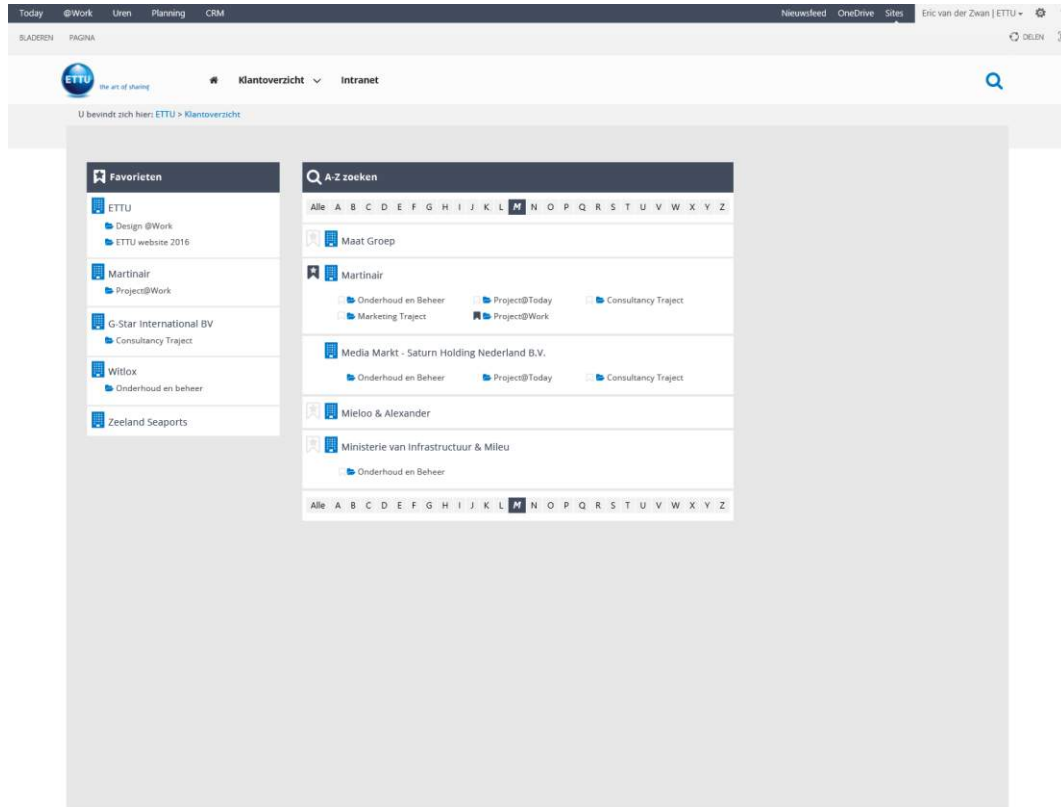 Today @Work Uren Planning CRM Nieuwsfeed OneDrive Sites Eric van der Zwan | ETTU
BLADEREN PAGINA DELEN
ETTU the art of sharing Klantoverzicht Intranet
U bevindt zich hier: ETTU > Klantoverzicht
Favorieten
ETTU
Design @Work
ETTU website 2016
Martinair
Project@Work
G-Star International BV
Consultancy Traject
Witlox
Onderhoud en beheer
Zeeland Seaports
A-Z zoeken
Alle A B C D E F G H I J K L M N O P Q R S T U V W X Y Z
Maat Groep
Martinair
Onderhoud en Beheer Project@Today Consultancy Traject
Marketing Traject Project@Work
Media Markt - Saturn Holding Nederland B.V.
Onderhoud en Beheer Project@Today Consultancy Traject
Mieloo & Alexander
Ministerie van Infrastructuur & Mileu
Onderhoud en Beheer
Alle A B C D E F G H I J K L M N O P Q R S T U V W X Y Z